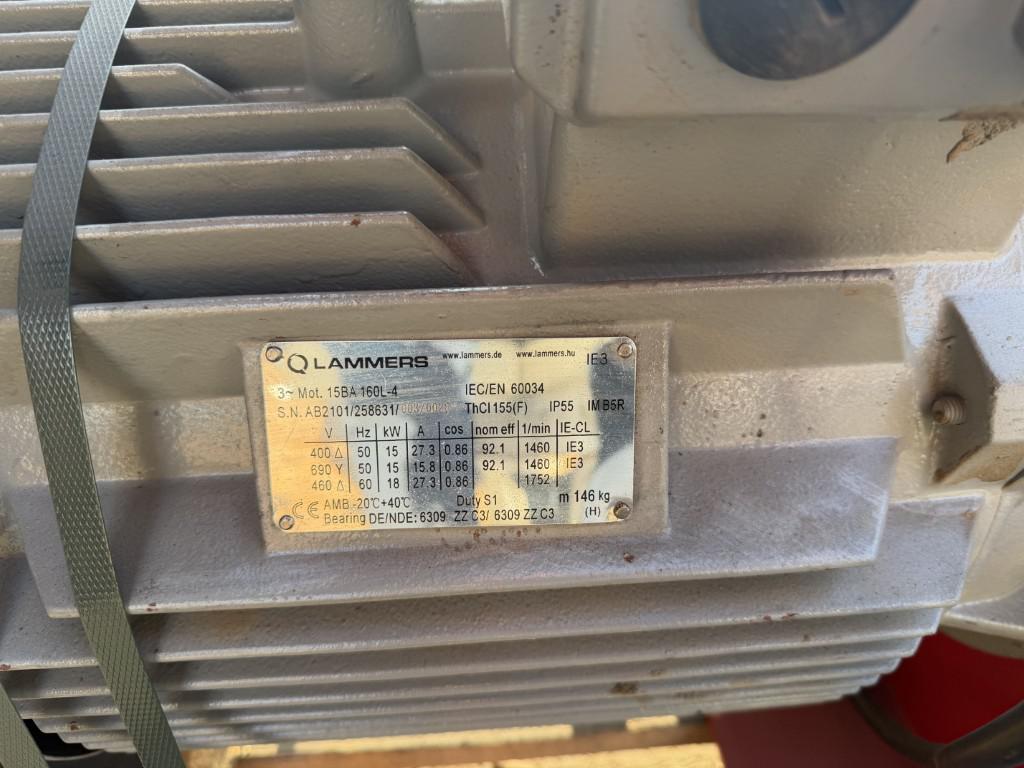 LAMMERS www.lammers.de www.lammers.hu IE3
3~ Mot. 15BA 160L-4 IEC/EN 60034
S.N. AB2101/258631/ ThCl 155(F) IP55 IM B5R
V Hz kW A cos nom eff 1/min IE-CL
400 Δ 50 15 27.3 0.86 92.1 1460 IE3
690 Y 50 15 15.8 0.86 92.1 1460 IE3
460 Δ 60 18 27.3 0.86 1752
CE AMB -20°C+40°C Duty S1 m 146 kg
Bearing DE/NDE: 6309 ZZ C3/ 6309 ZZ C3 (H)